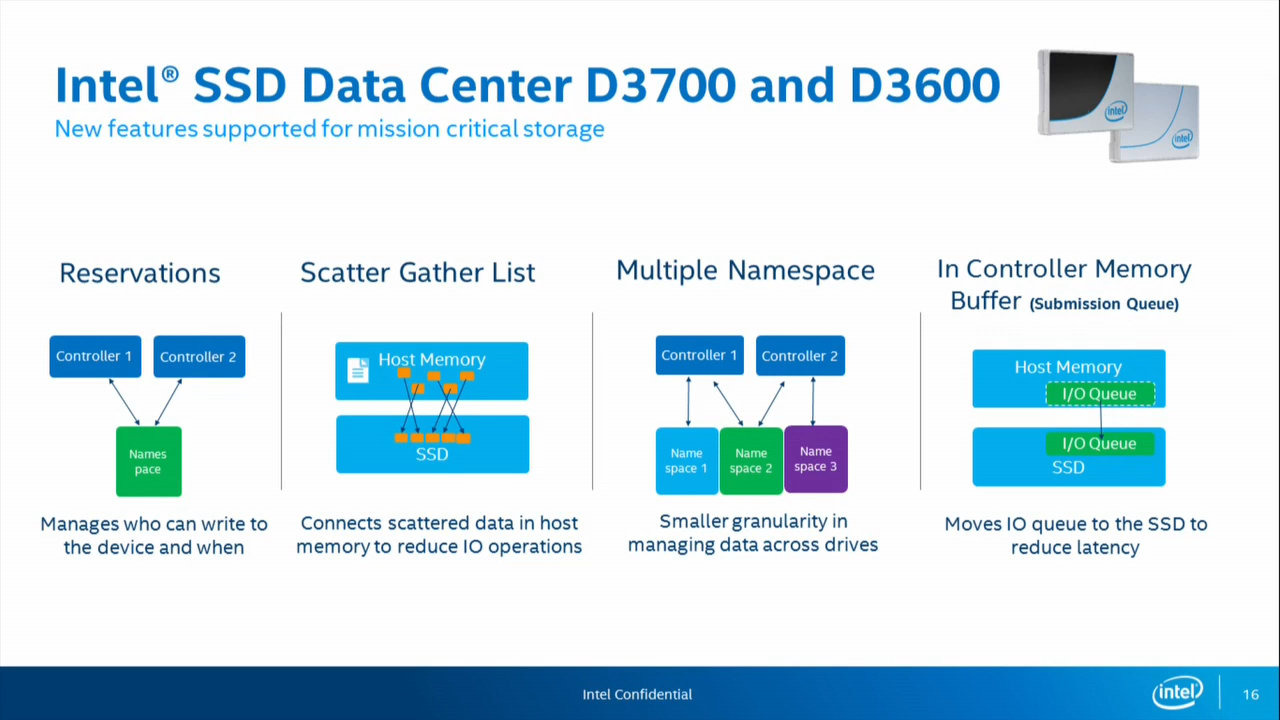 Intel® SSD Data Center D3700 and D3600
New features supported for mission critical storage
intel
intel
Reservations
Controller 1
Controller 2
Names
pace
Manages who can write to
the device and when
Scatter Gather List
Host Memory
SSD
Connects scattered data in host
memory to reduce IO operations
Multiple Namespace
Controller 1
Controller 2
Name
space 1
Name
space 2
Name
space 3
Smaller granularity in
managing data across drives
In Controller Memory
Buffer (Submission Queue)
Host Memory
I/O Queue
I/O Queue
SSD
Moves IO queue to the SSD to
reduce latency
Intel Confidential
intel
16